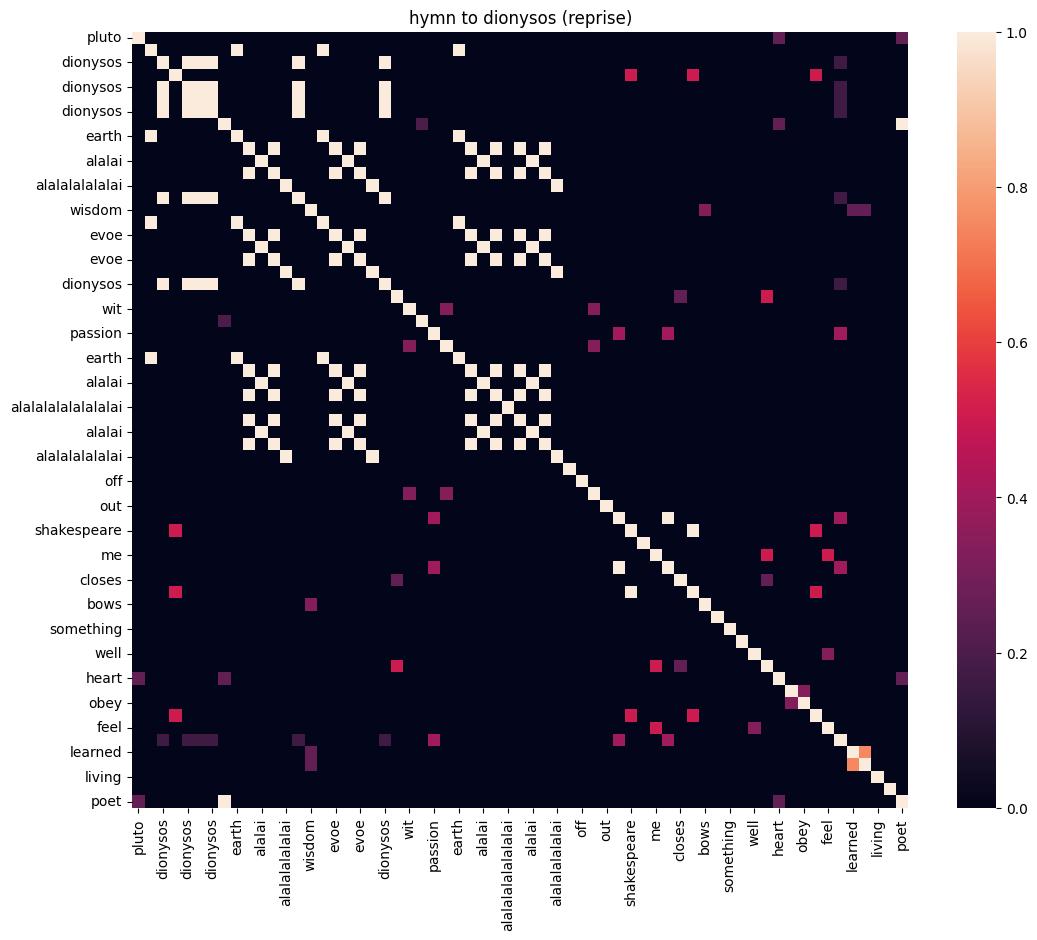 hymn to dionysos (reprise)
pluto
dionysos
dionysos
dionysos
earth
alalai
alalalalalalai
wisdom
evoe
evoe
dionysos
wit
passion
earth
alalai
alalalalalalalalai
alalai
alalalalalalai
off
out
shakespeare
me
closes
bows
something
well
heart
obey
feel
learned
living
poet
1.0
0.8
0.6
0.4
0.2
0.0
pluto
dionysos
dionysos
dionysos
earth
alalai
alalalalalalai
wisdom
evoe
evoe
dionysos
wit
passion
earth
alalai
alalalalalalalalai
alalai
alalalalalalai
off
out
shakespeare
me
closes
bows
something
well
heart
obey
feel
learned
living
poet